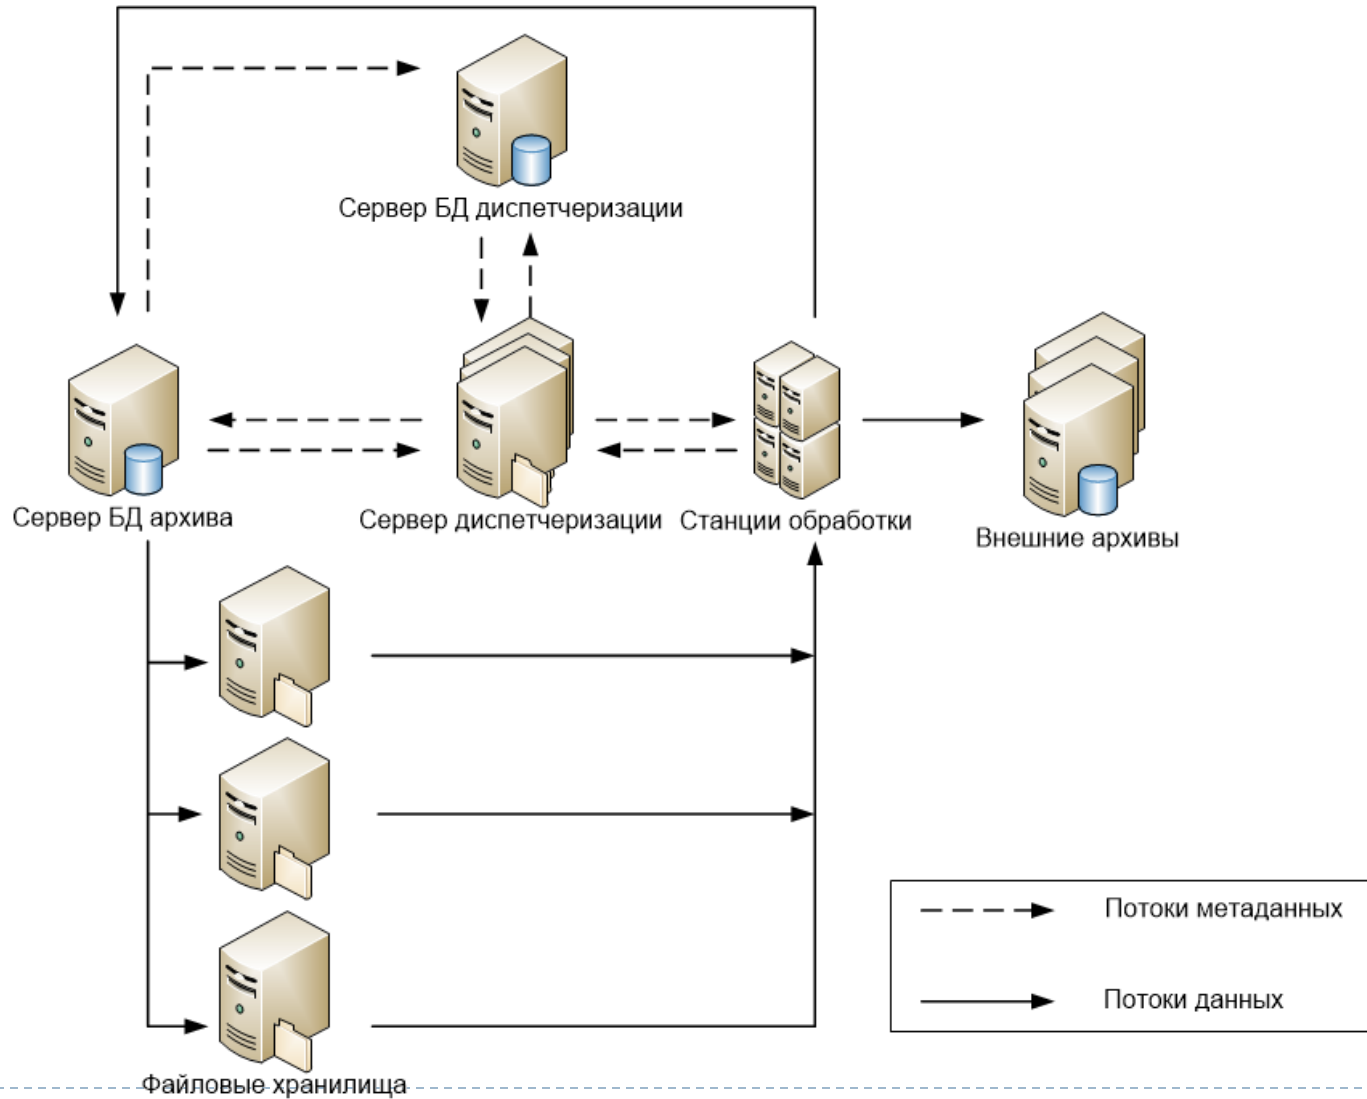 Сервер БД диспетчеризации
Сервер БД архива
Сервер диспетчеризации
Станции обработки
Внешние архивы
Потоки метаданных
Потоки данных
Файловые хранилища